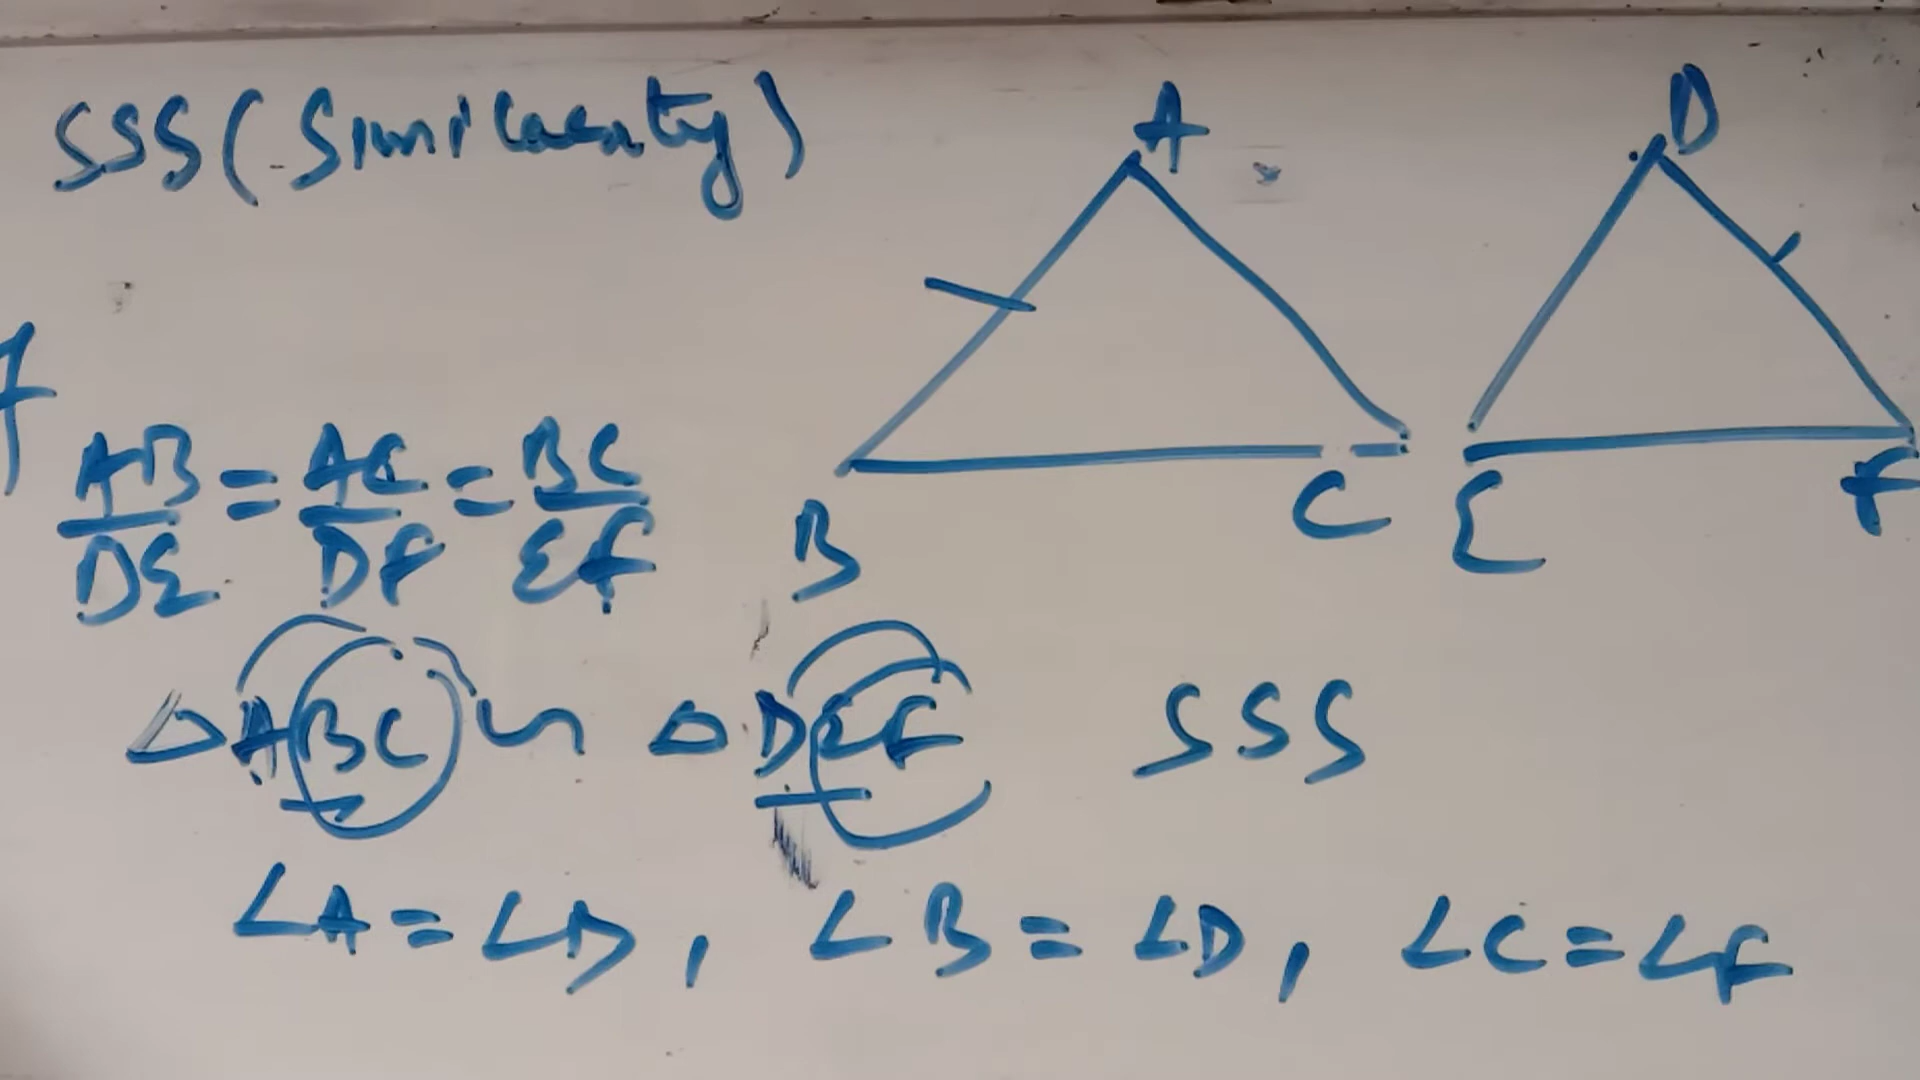 SSS (Similarity)
A
D
B
C
E
F
AB/DE = AC/DF = BC/EF
△ABC ~ △DEF SSS
∠A = ∠D, ∠B = ∠D, ∠C = ∠F